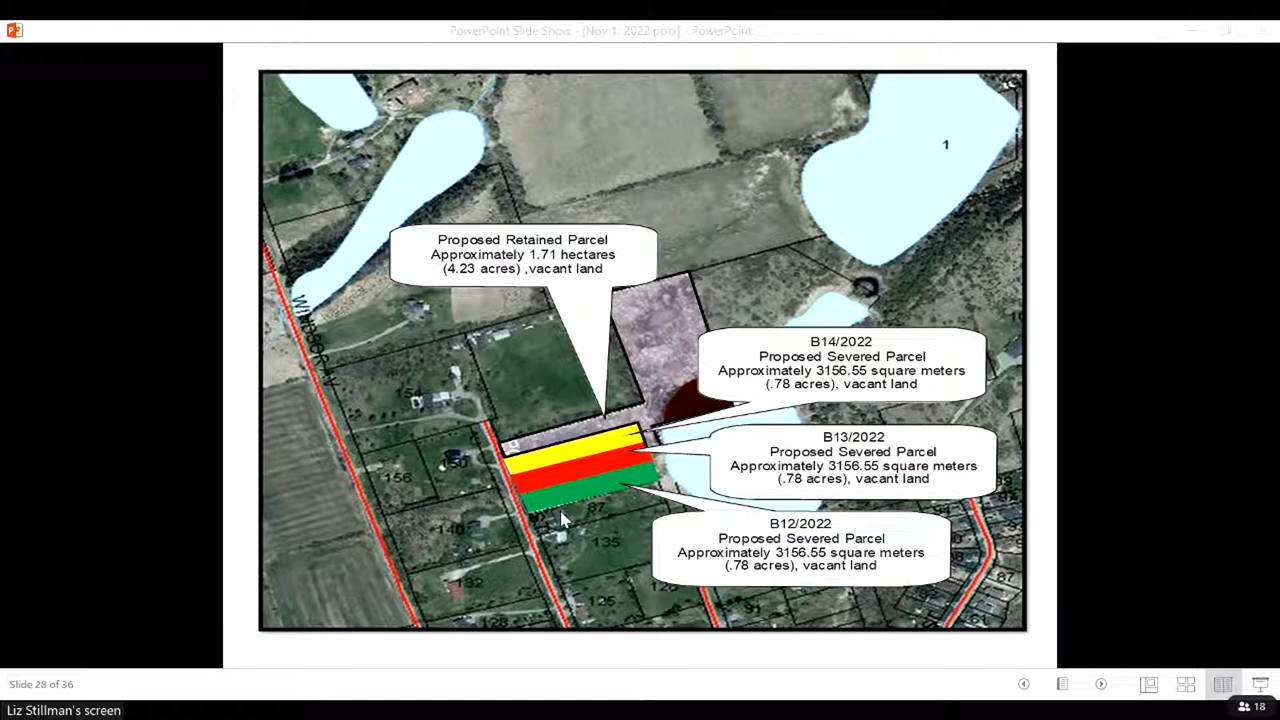 PowerPoint Slide Show - [Nov 1, 2022.pptx] - PowerPoint
1
Proposed Retained Parcel
Approximately 1.71 hectares
(4.23 acres) ,vacant land
B14/2022
Proposed Severed Parcel
Approximately 3156.55 square meters
(.78 acres), vacant land
B13/2022
Proposed Severed Parcel
Approximately 3156.55 square meters
(.78 acres), vacant land
B12/2022
Proposed Severed Parcel
Approximately 3156.55 square meters
(.78 acres), vacant land
154
156
150
140
87
135
132
125
128
91
87
Slide 28 of 36
Liz Stillman's screen
18